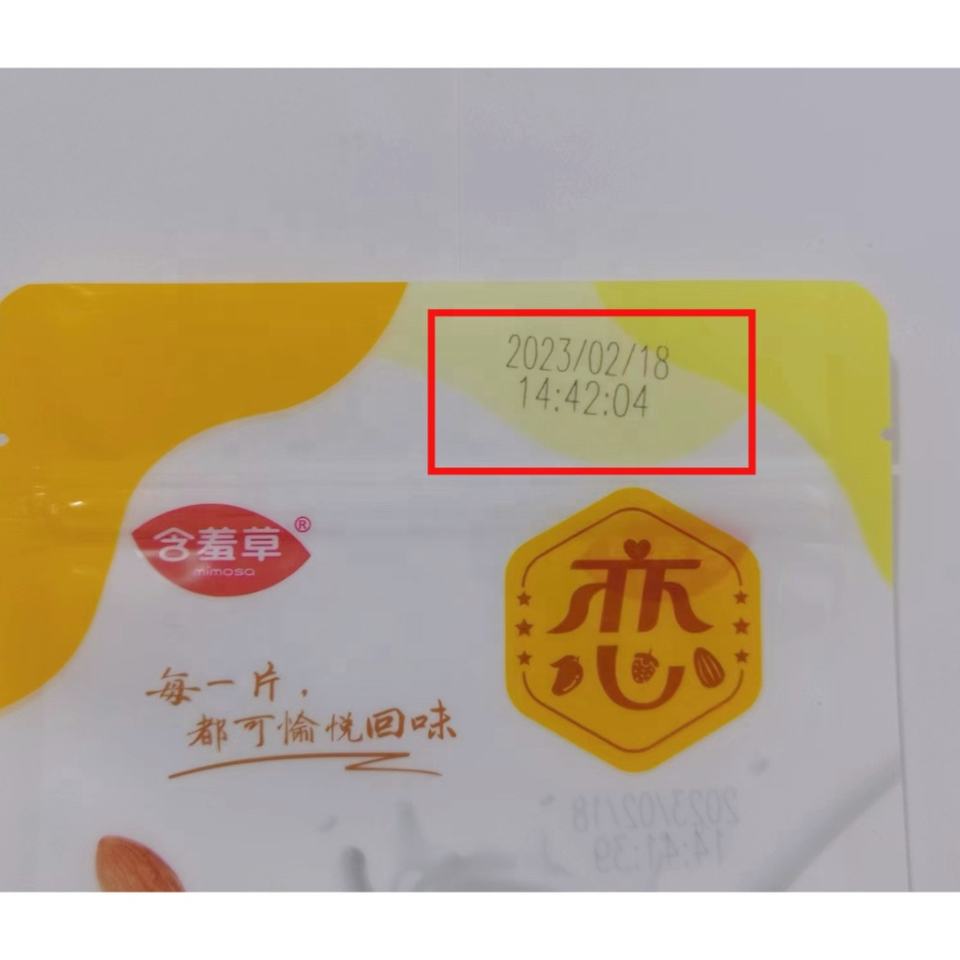 2023/02/18
14:42:04
含羞草®
mimosa
恋
每一片，
都可愉悦回味
2023/02/18
14:41:39